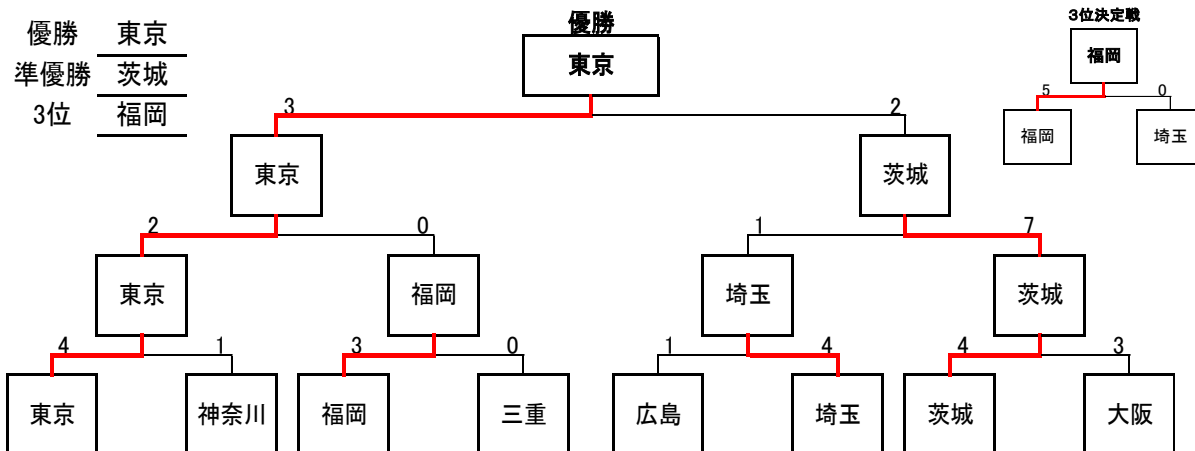 優勝 東京
準優勝 茨城
3位 福岡
優勝
東京
3 2
東京 茨城
2 0 1 7
東京 福岡 埼玉 茨城
4 1 3 0 1 4 4 3
東京 神奈川 福岡 三重 広島 埼玉 茨城 大阪
3位決定戦
福岡
5 0
福岡 埼玉